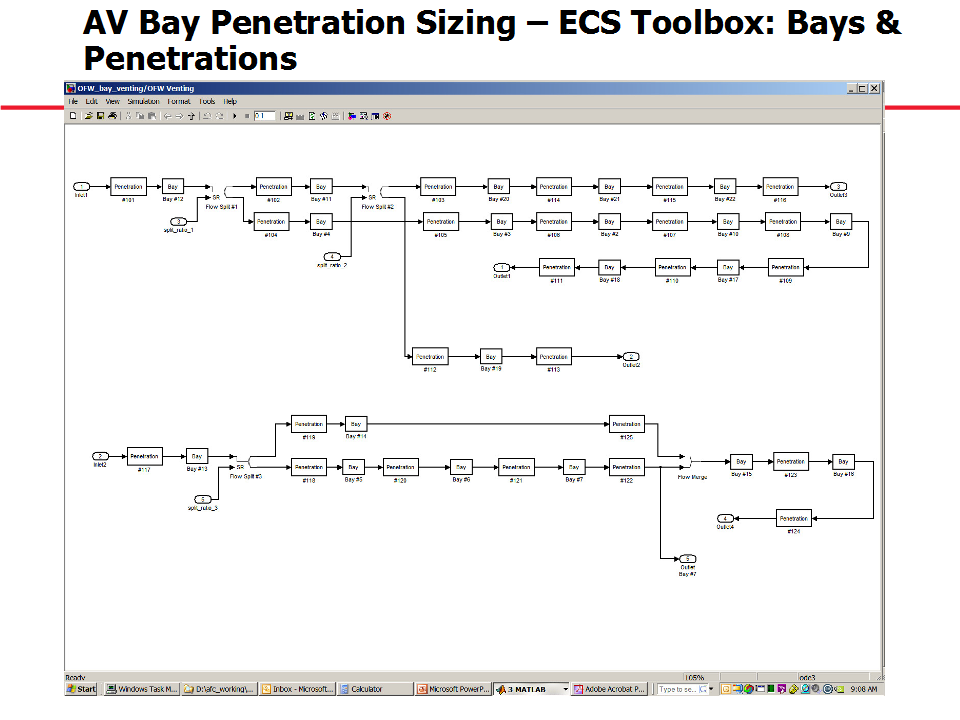 AV Bay Penetration Sizing – ECS Toolbox: Bays &
Penetrations
OFW_bay_venting/OFW Venting
File Edit View Simulation Format Tools Help
0.1
1 Penetration Bay Penetration Bay Penetration Bay Penetration Bay Penetration Bay Penetration 3
Inlet1 #101 Bay #12 SR #102 Bay #11 SR #103 Bay #20 #114 Bay #21 #115 Bay #22 #116 Outlet3
Flow Split #1 Flow Split #2
3 Penetration Bay Penetration Bay Penetration Bay Penetration Bay Penetration Bay
split_ratio_1 #104 Bay #4 #105 Bay #3 #106 Bay #2 #107 Bay #10 #108 Bay #9
4
split_ratio_2
1 Penetration Bay Penetration Bay Penetration
Outlet1 #111 Bay #18 #110 Bay #17 #109
Penetration Bay Penetration 2
#112 Bay #19 #113 Outlet2
Penetration Bay Penetration
#119 Bay #14 #125
2 Penetration Bay SR Penetration Bay Penetration Bay Penetration Bay Penetration Bay Penetration Bay
Inlet2 #117 Bay #13 Flow Split #3 #118 Bay #5 #120 Bay #6 #121 Bay #7 #122 Flow Merge Bay #15 #123 Bay #16
5
split_ratio_3
4 Penetration
Outlet4 #124
5
Outlet
Bay #7
Ready 105% ode3
Start Windows Task M... D:\afc_working\... Inbox - Microsoft... Calculator Microsoft PowerP... 3 MATLAB Adobe Acrobat P... Type to se... 9:08 AM